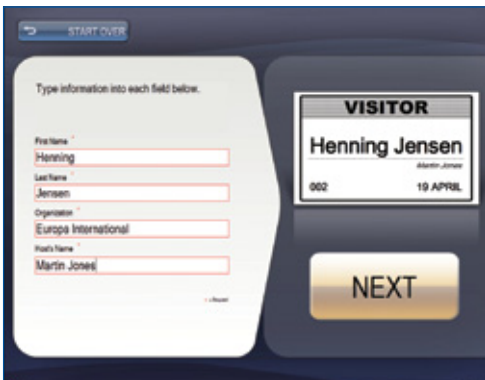 START OVER
Type information into each field below.
First Name *
Henning
Last Name *
Jensen
Organization *
Europa International
Host's Name *
Martin Jones
* = Required
VISITOR
Henning Jensen
Martin Jones
002 19 APRIL
NEXT